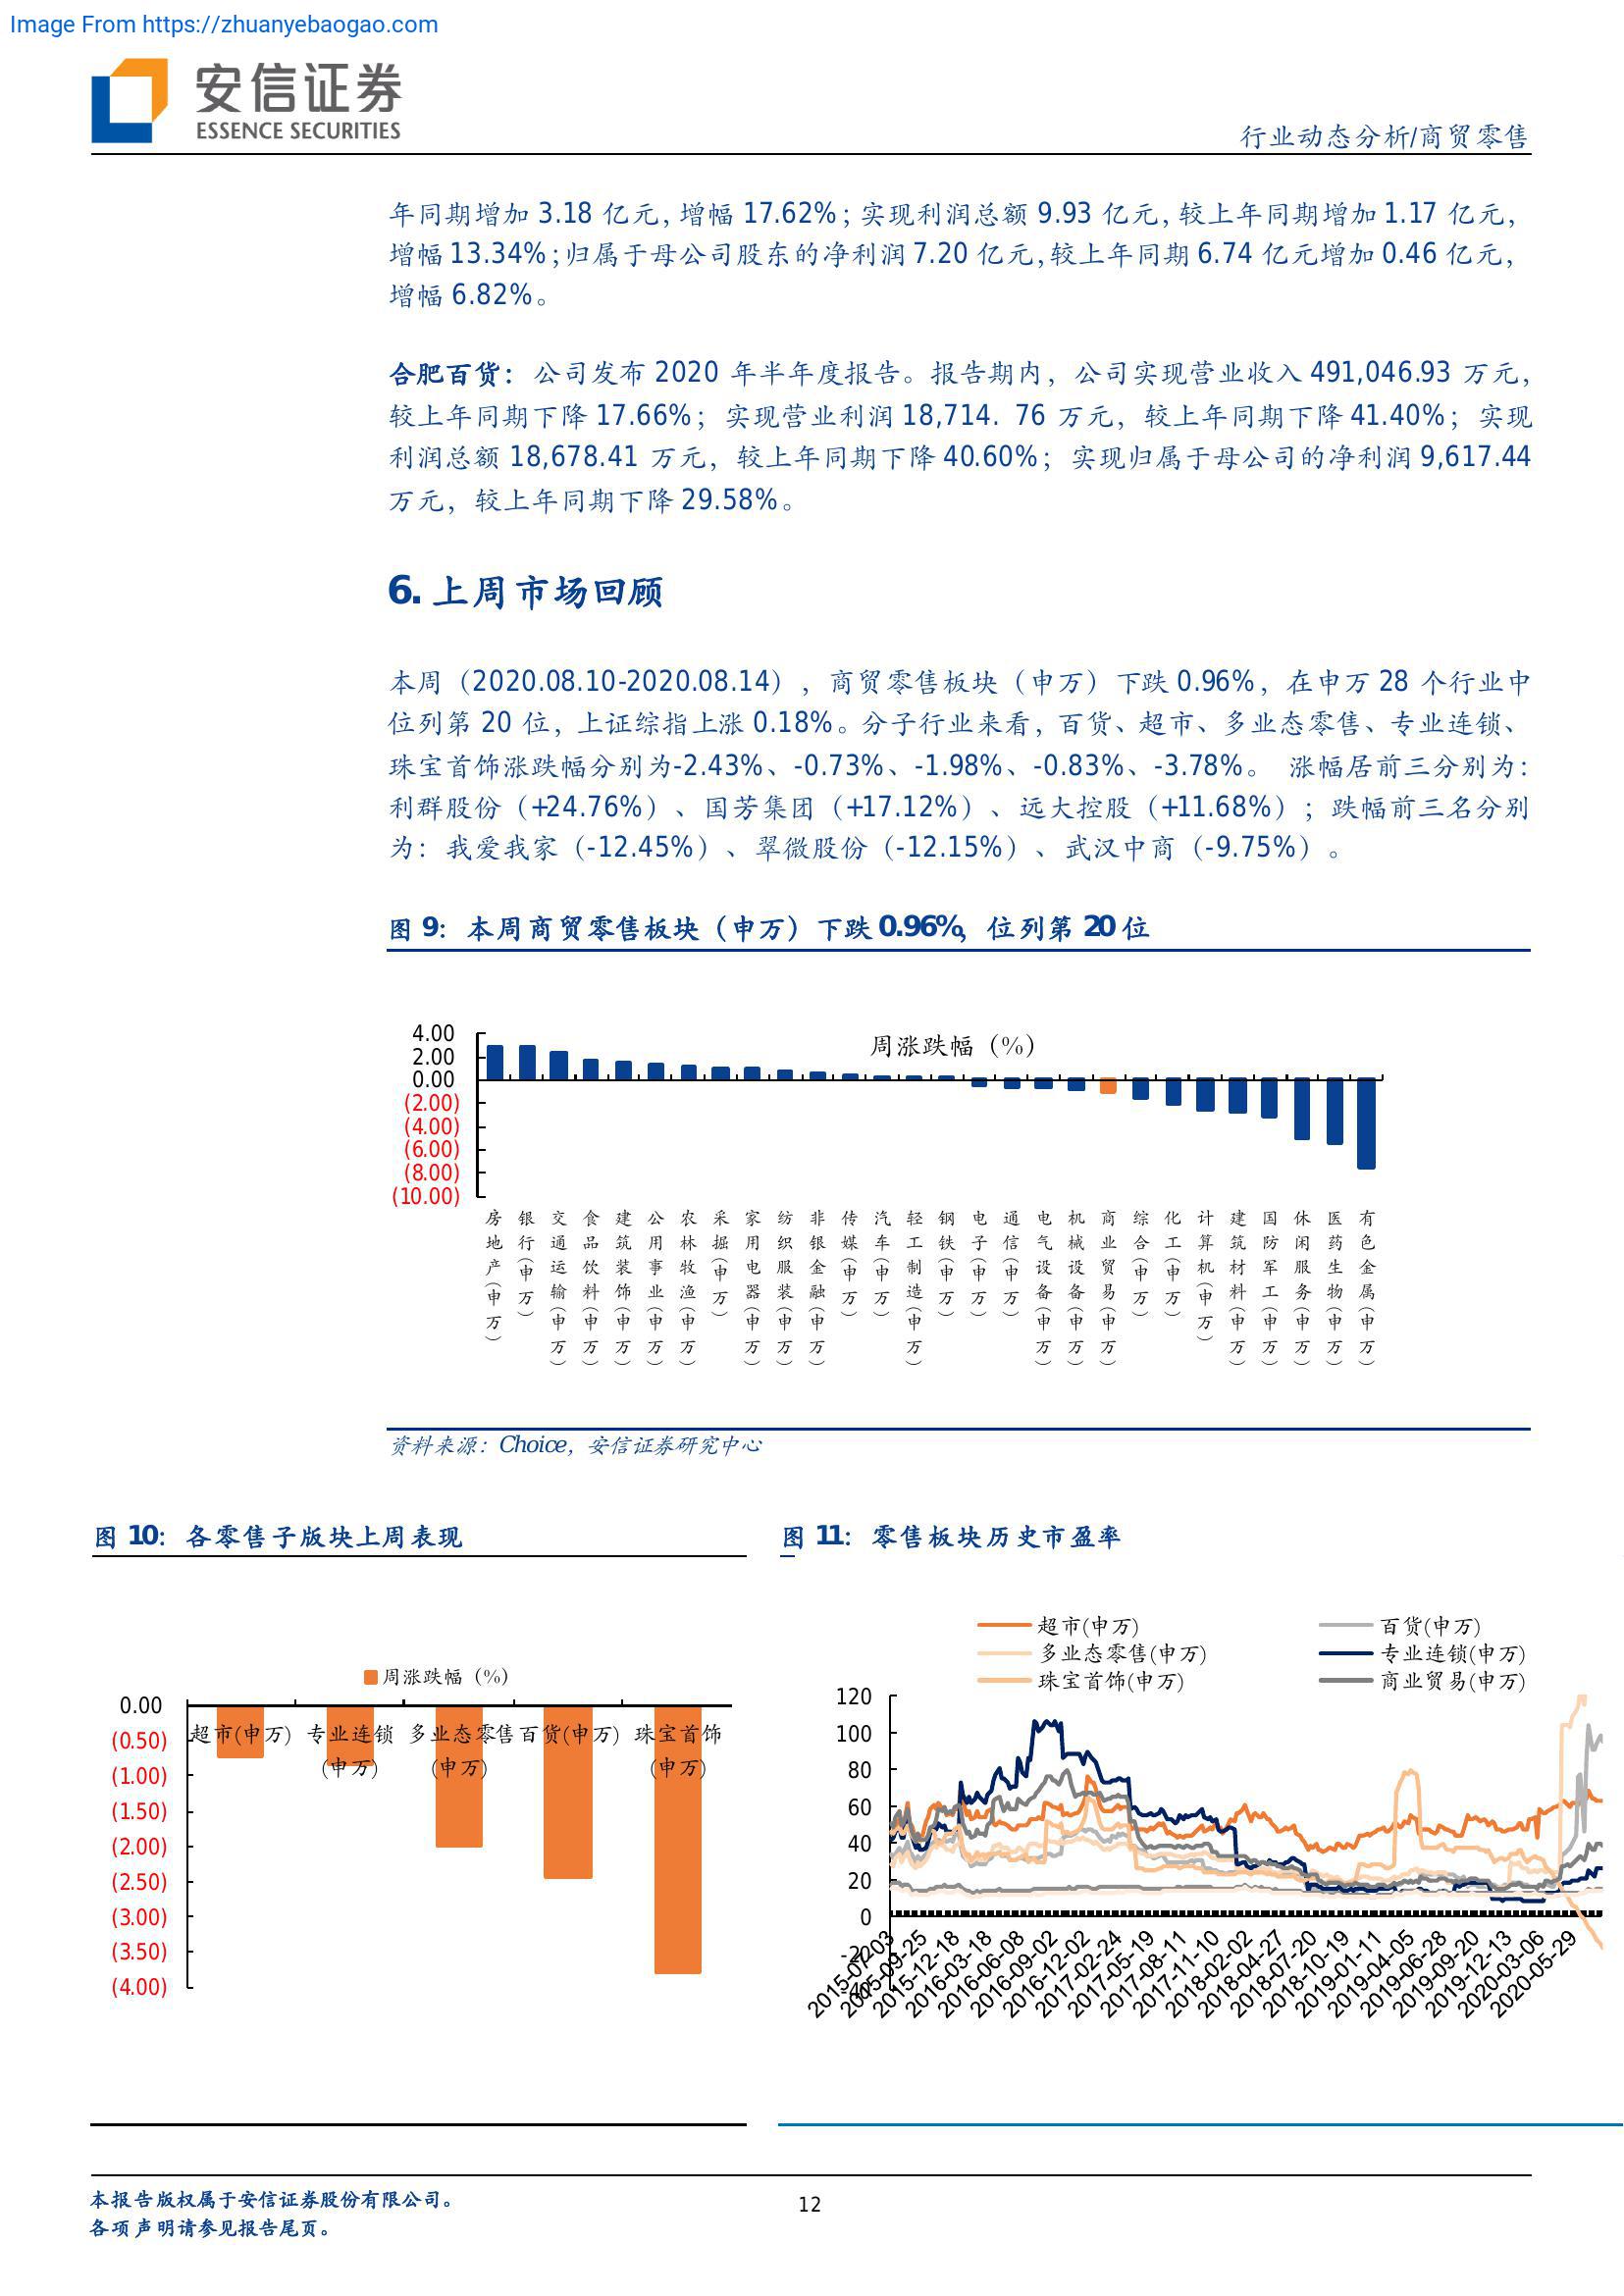 Image From https://zhuanyebaogao.com
安信证券
ESSENCE SECURITIES
行业动态分析/商贸零售
年同期增加 3.18 亿元,增幅 17.62%;实现利润总额 9.93 亿元,较上年同期增加 1.17 亿元,
增幅 13.34%;归属于母公司股东的净利润 7.20 亿元,较上年同期 6.74 亿元增加 0.46 亿元,
增幅 6.82%。
合肥百货：公司发布 2020 年半年度报告。报告期内，公司实现营业收入 491,046.93 万元，
较上年同期下降 17.66%；实现营业利润 18,714. 76 万元，较上年同期下降 41.40%；实现
利润总额 18,678.41 万元，较上年同期下降 40.60%；实现归属于母公司的净利润 9,617.44
万元，较上年同期下降 29.58%。
6. 上周市场回顾
本周（2020.08.10-2020.08.14），商贸零售板块（申万）下跌 0.96%，在申万 28 个行业中
位列第 20 位，上证综指上涨 0.18%。分子行业来看，百货、超市、多业态零售、专业连锁、
珠宝首饰涨跌幅分别为-2.43%、-0.73%、-1.98%、-0.83%、-3.78%。 涨幅居前三分别为：
利群股份（+24.76%）、国芳集团（+17.12%）、远大控股（+11.68%）；跌幅前三名分别
为：我爱我家（-12.45%）、翠微股份（-12.15%）、武汉中商（-9.75%）。
图 9：本周商贸零售板块（申万）下跌 0.96%，位列第 20 位
周涨跌幅（%）
4.00
2.00
0.00
(2.00)
(4.00)
(6.00)
(8.00)
(10.00)
房地产(申万)
银行(申万)
交通运输(申万)
食品饮料(申万)
建筑装饰(申万)
公用事业(申万)
农林牧渔(申万)
采掘(申万)
家用电器(申万)
纺织服装(申万)
非银金融(申万)
传媒(申万)
汽车(申万)
轻工制造(申万)
钢铁(申万)
电子(申万)
通信(申万)
电气设备(申万)
机械设备(申万)
商业贸易(申万)
综合(申万)
化工(申万)
计算机(申万)
建筑材料(申万)
国防军工(申万)
休闲服务(申万)
医药生物(申万)
有色金属(申万)
资料来源：Choice，安信证券研究中心
图 10：各零售子版块上周表现
周涨跌幅（%）
0.00
(0.50)
(1.00)
(1.50)
(2.00)
(2.50)
(3.00)
(3.50)
(4.00)
超市(申万)
专业连锁
(申万)
多业态零售
(申万)
百货(申万)
珠宝首饰
(申万)
图 11：零售板块历史市盈率
超市(申万)
百货(申万)
多业态零售(申万)
专业连锁(申万)
珠宝首饰(申万)
商业贸易(申万)
120
100
80
60
40
20
0
-20
-40
2015-07-03
2015-09-25
2015-12-18
2016-03-18
2016-06-08
2016-09-02
2016-12-02
2017-02-24
2017-05-19
2017-08-11
2017-11-10
2018-02-02
2018-04-27
2018-07-20
2018-10-19
2019-01-11
2019-04-05
2019-06-28
2019-09-20
2019-12-13
2020-03-06
2020-05-29
本报告版权属于安信证券股份有限公司。
各项声明请参见报告尾页。
12